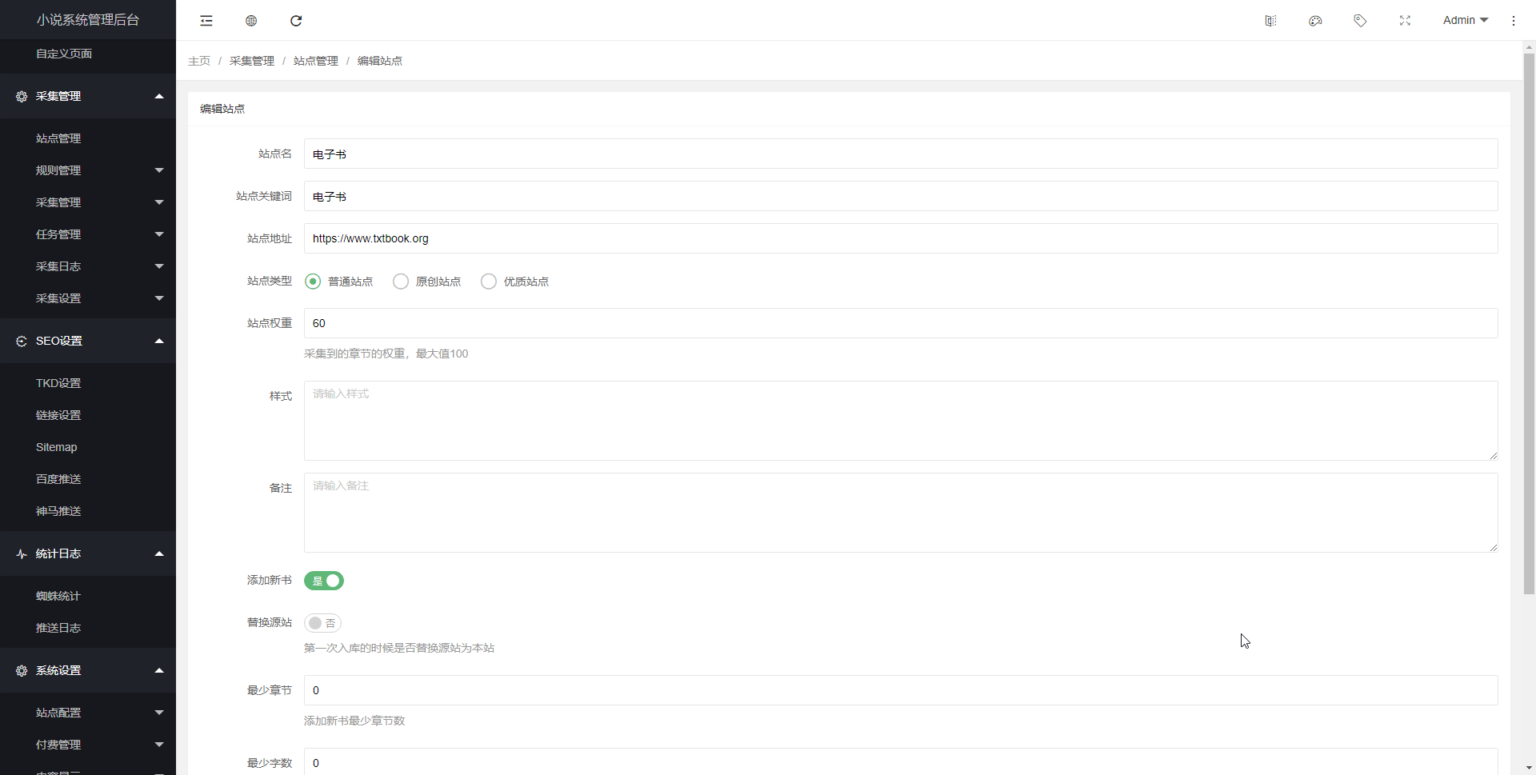 小说系统管理后台
Admin
自定义页面
主页 / 采集管理 / 站点管理 / 编辑站点
采集管理
站点管理
规则管理
采集管理
任务管理
采集日志
采集设置
SEO设置
TKD设置
链接设置
Sitemap
百度推送
神马推送
统计日志
蜘蛛统计
推送日志
系统设置
站点配置
付费管理
编辑站点
站点名 电子书
站点关键词 电子书
站点地址 https://www.txtbook.org
站点类型 普通站点 原创站点 优质站点
站点权重 60
采集到的章节的权重，最大值100
样式 请输入样式
备注 请输入备注
添加新书 是
替换源站 否
第一次入库的时候是否替换源站为本站
最少章节 0
添加新书最少章节数
最少字数 0